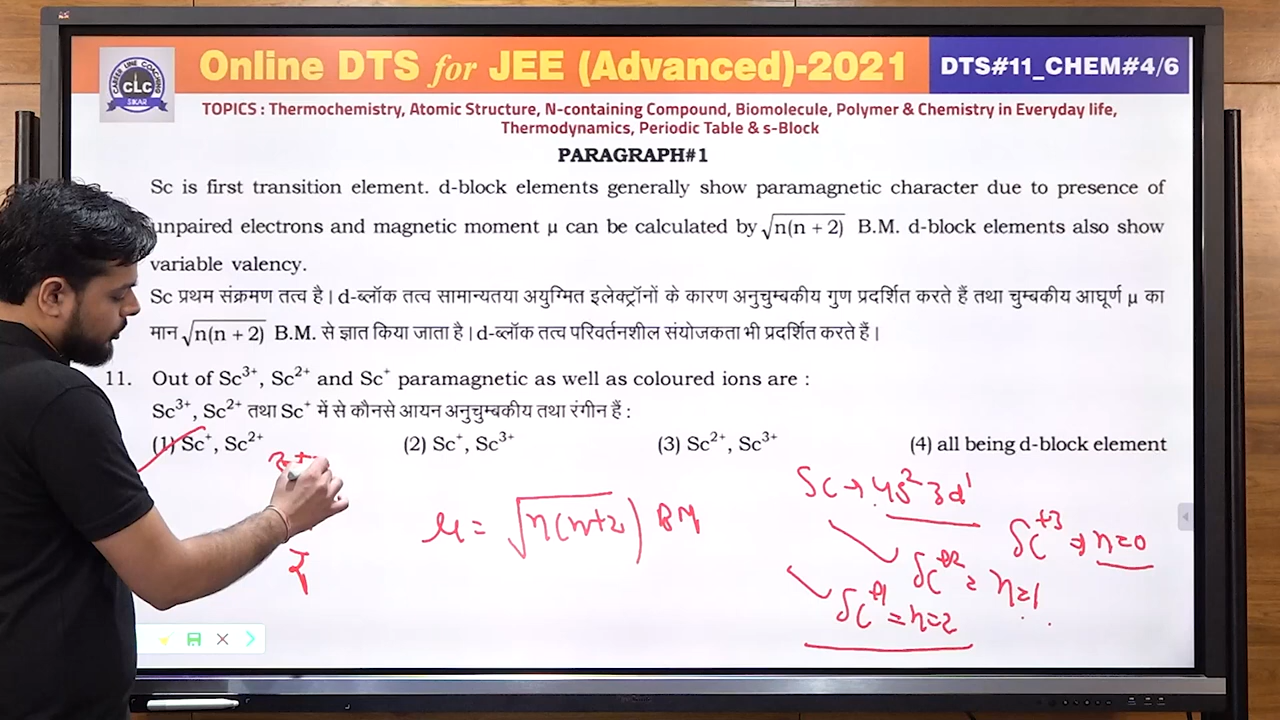 Online DTS for JEE (Advanced)-2021
DTS#11_CHEM#4/6
CAREER LINE COACHING
CLC
SIKAR
TOPICS : Thermochemistry, Atomic Structure, N-containing Compound, Biomolecule, Polymer & Chemistry in Everyday life,
Thermodynamics, Periodic Table & s-Block
PARAGRAPH#1
Sc is first transition element. d-block elements generally show paramagnetic character due to presence of
unpaired electrons and magnetic moment μ can be calculated by √n(n + 2) B.M. d-block elements also show
variable valency.
Sc प्रथम संक्रमण तत्व है। d-ब्लॉक तत्व सामान्यतया अयुग्मित इलेक्ट्रॉनों के कारण अनुचुम्बकीय गुण प्रदर्शित करते हैं तथा चुम्बकीय आघूर्ण μ का
मान √n(n + 2) B.M. से ज्ञात किया जाता है। d-ब्लॉक तत्व परिवर्तनशील संयोजकता भी प्रदर्शित करते हैं।
11. Out of Sc³⁺, Sc²⁺ and Sc⁺ paramagnetic as well as coloured ions are :
Sc³⁺, Sc²⁺ तथा Sc⁺ में से कौनसे आयन अनुचुम्बकीय तथा रंगीन हैं :
(1) Sc⁺, Sc²⁺ (2) Sc⁺, Sc³⁺ (3) Sc²⁺, Sc³⁺ (4) all being d-block element
Sc → 4s² 3d¹
μ = √n(n+2) BM
Sc⁺³ → n=0
Sc⁺² = n=1
Sc⁺¹ = n=2